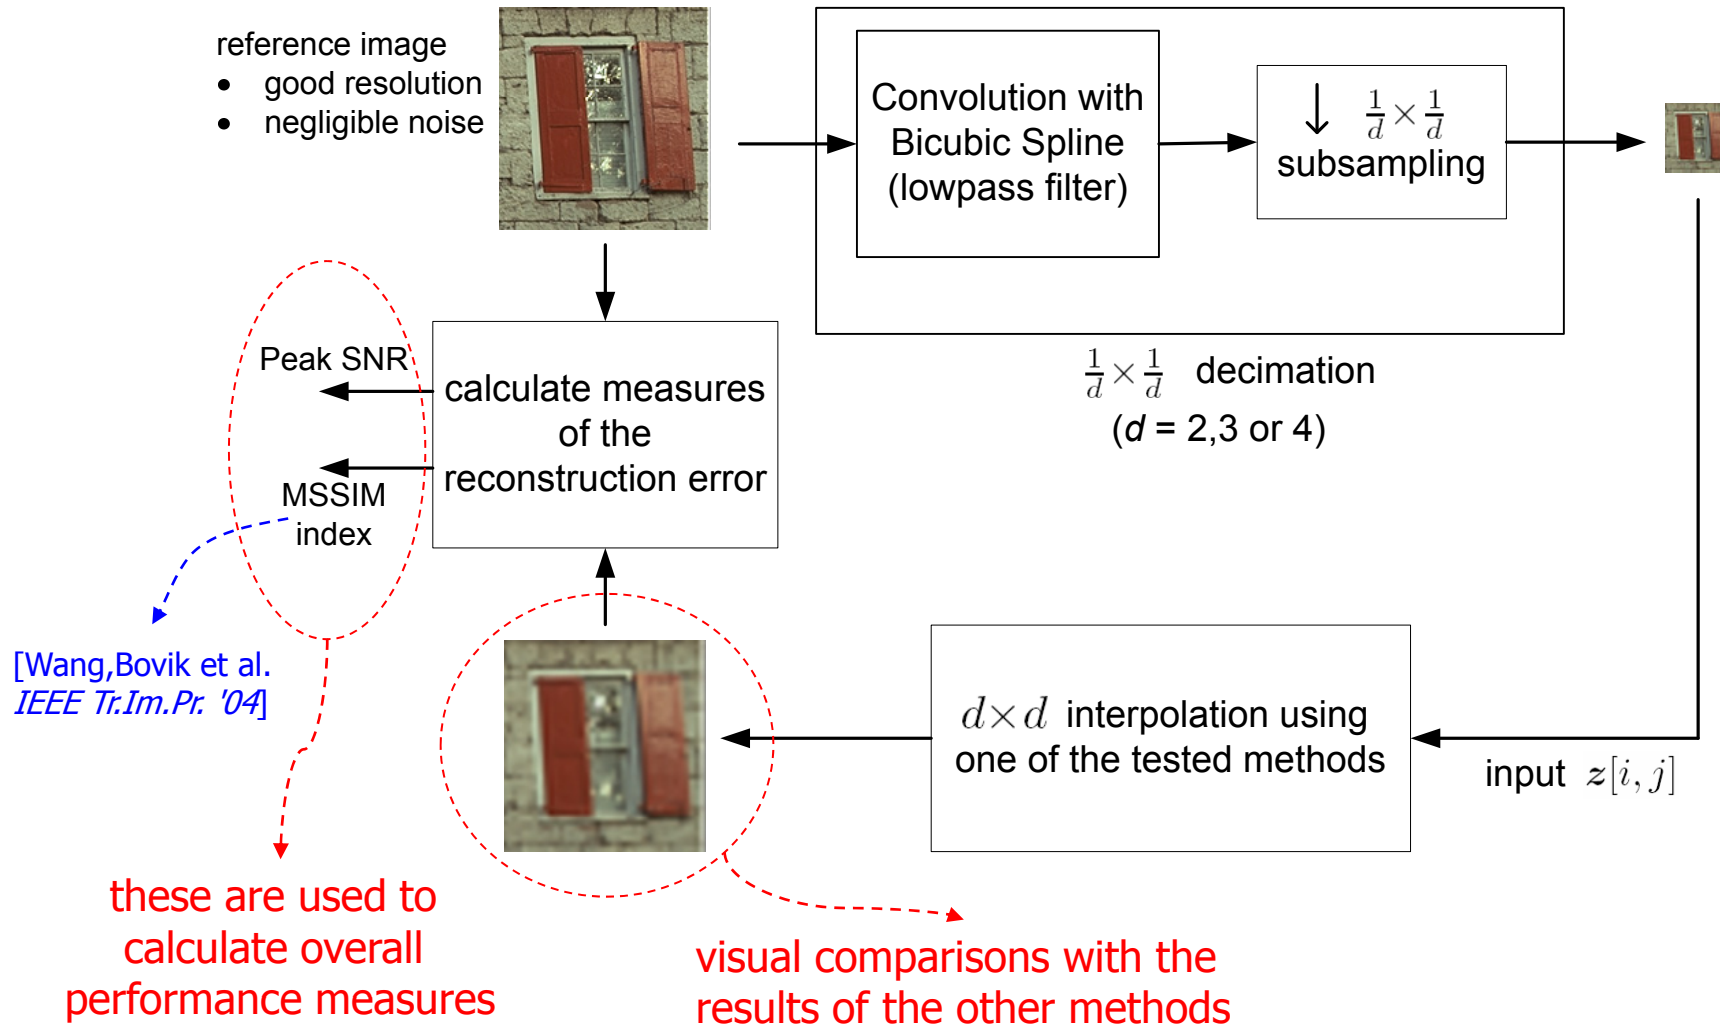 reference image
• good resolution
• negligible noise
Convolution with
Bicubic Spline
(lowpass filter)
↓ 1/d × 1/d
subsampling
1/d × 1/d decimation
(d = 2,3 or 4)
Peak SNR
MSSIM
index
calculate measures
of the
reconstruction error
[Wang,Bovik et al.
IEEE Tr.Im.Pr. '04]
d×d interpolation using
one of the tested methods
input z[i, j]
these are used to
calculate overall
performance measures
visual comparisons with the
results of the other methods